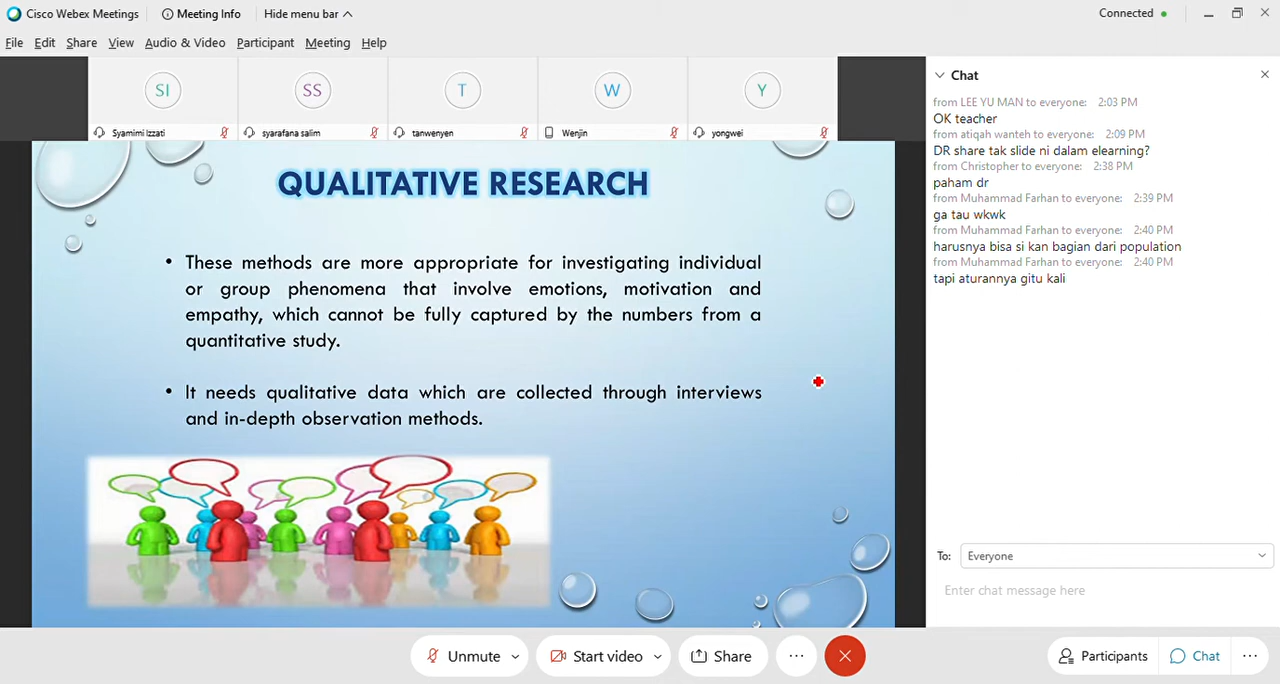 Cisco Webex Meetings
Meeting Info
Hide menu bar
Connected
File Edit Share View Audio & Video Participant Meeting Help
SI SS T W Y
Syamimi Izzati syarafana salim tanwenyen Wenjin yongwei
QUALITATIVE RESEARCH
• These methods are more appropriate for investigating individual
or group phenomena that involve emotions, motivation and
empathy, which cannot be fully captured by the numbers from a
quantitative study.
• It needs qualitative data which are collected through interviews
and in-depth observation methods.
Chat
from LEE YU MAN to everyone: 2:03 PM
OK teacher
from atiqah wanteh to everyone: 2:09 PM
DR share tak slide ni dalam elearning?
from Christopher to everyone: 2:38 PM
paham dr
from Muhammad Farhan to everyone: 2:39 PM
ga tau wkwk
from Muhammad Farhan to everyone: 2:40 PM
harusnya bisa si kan bagian dari population
from Muhammad Farhan to everyone: 2:40 PM
tapi aturannya gitu kali
To: Everyone
Enter chat message here
Unmute Start video Share
Participants Chat